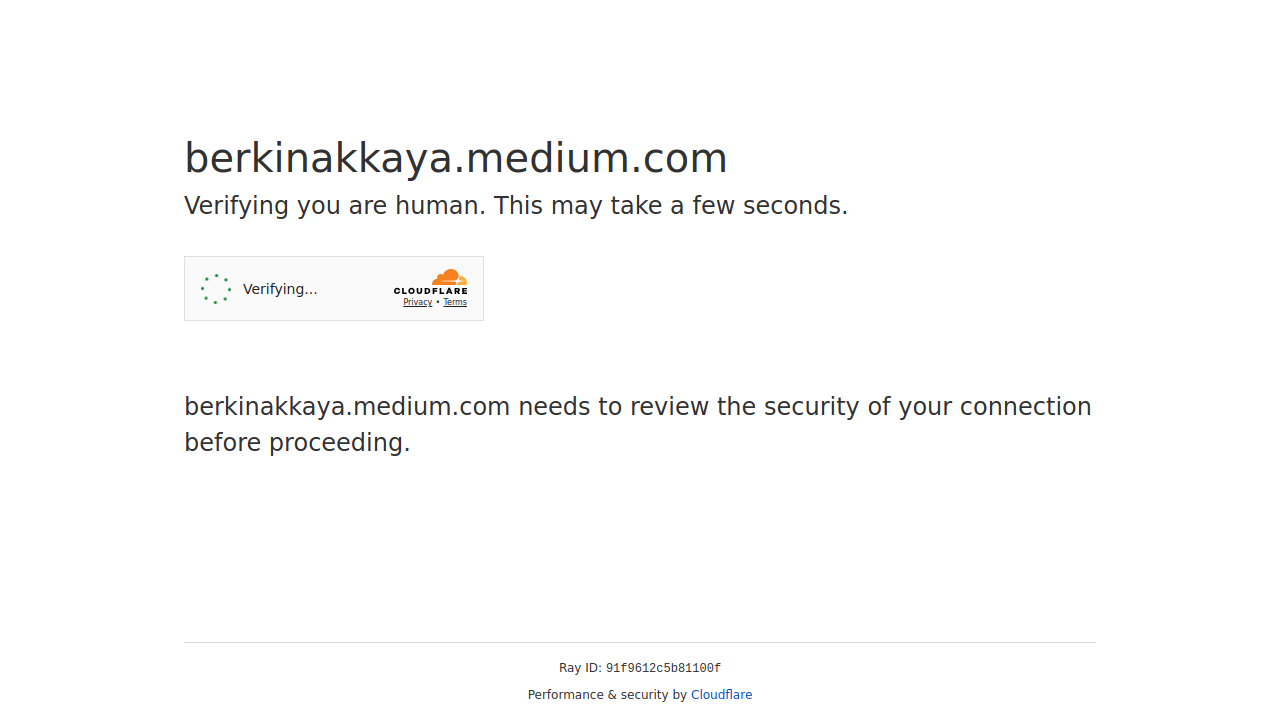 berkinakkaya.medium.com
Verifying you are human. This may take a few seconds.
Verifying...
CLOUDFLARE
Privacy • Terms
berkinakkaya.medium.com needs to review the security of your connection
before proceeding.
Ray ID: 91f9612c5b81100f
Performance & security by Cloudflare